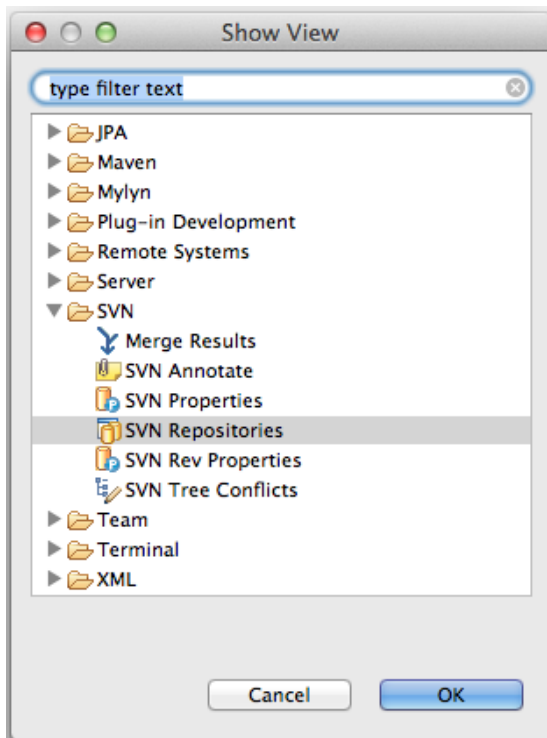 Show View
type filter text
JPA
Maven
Mylyn
Plug-in Development
Remote Systems
Server
SVN
Merge Results
SVN Annotate
SVN Properties
SVN Repositories
SVN Rev Properties
SVN Tree Conflicts
Team
Terminal
XML
Cancel OK